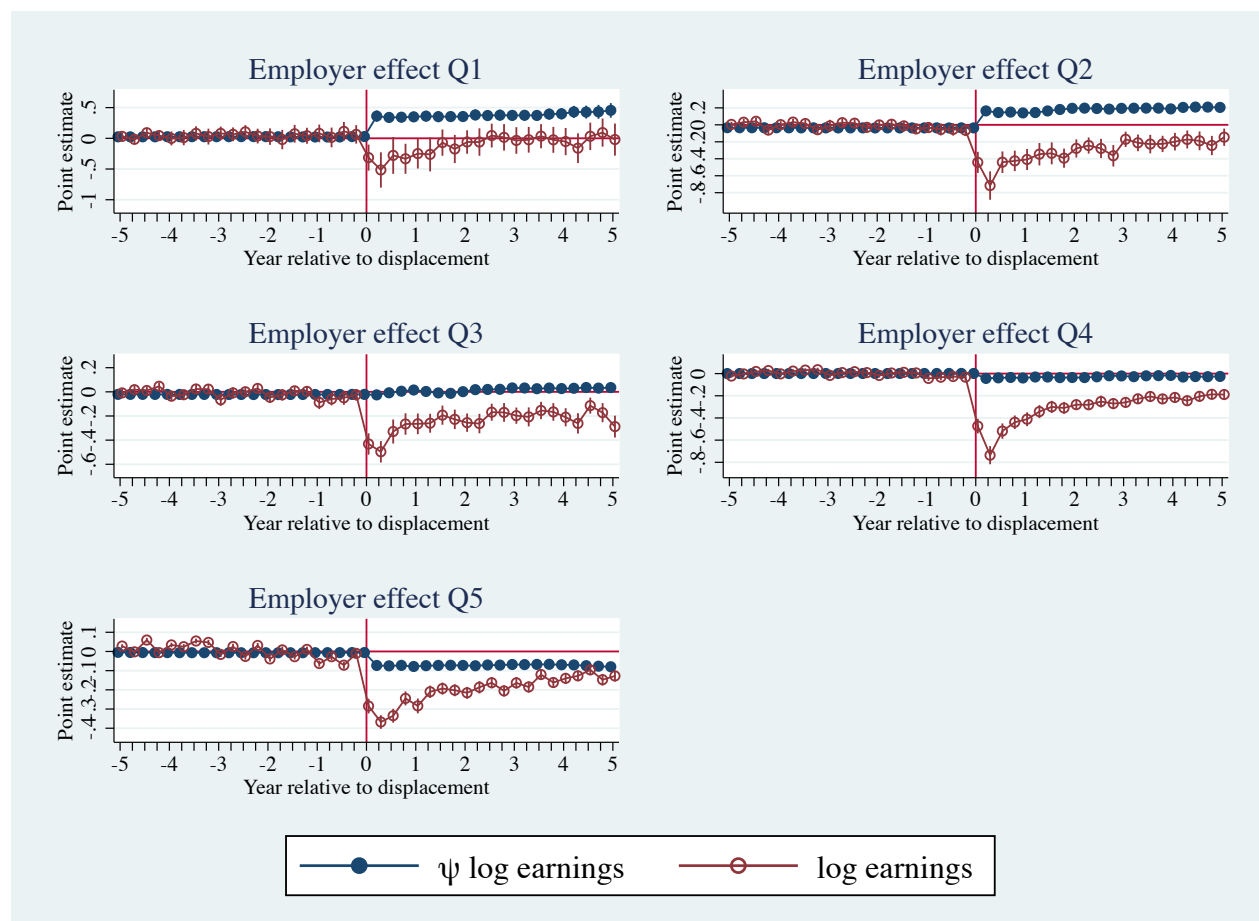 Employer effect Q1
Point estimate
-1 -.5 0 .5
-5 -4 -3 -2 -1 0 1 2 3 4 5
Year relative to displacement
Employer effect Q2
Point estimate
-.8-.6-.4-.2 0 .2
-5 -4 -3 -2 -1 0 1 2 3 4 5
Year relative to displacement
Employer effect Q3
Point estimate
-.6 -.4 -.2 0 .2
-5 -4 -3 -2 -1 0 1 2 3 4 5
Year relative to displacement
Employer effect Q4
Point estimate
-.8 -.6 -.4 -.2 0
-5 -4 -3 -2 -1 0 1 2 3 4 5
Year relative to displacement
Employer effect Q5
Point estimate
-.4-.3-.2-.1 0 .1
-5 -4 -3 -2 -1 0 1 2 3 4 5
Year relative to displacement
ψ log earnings
log earnings